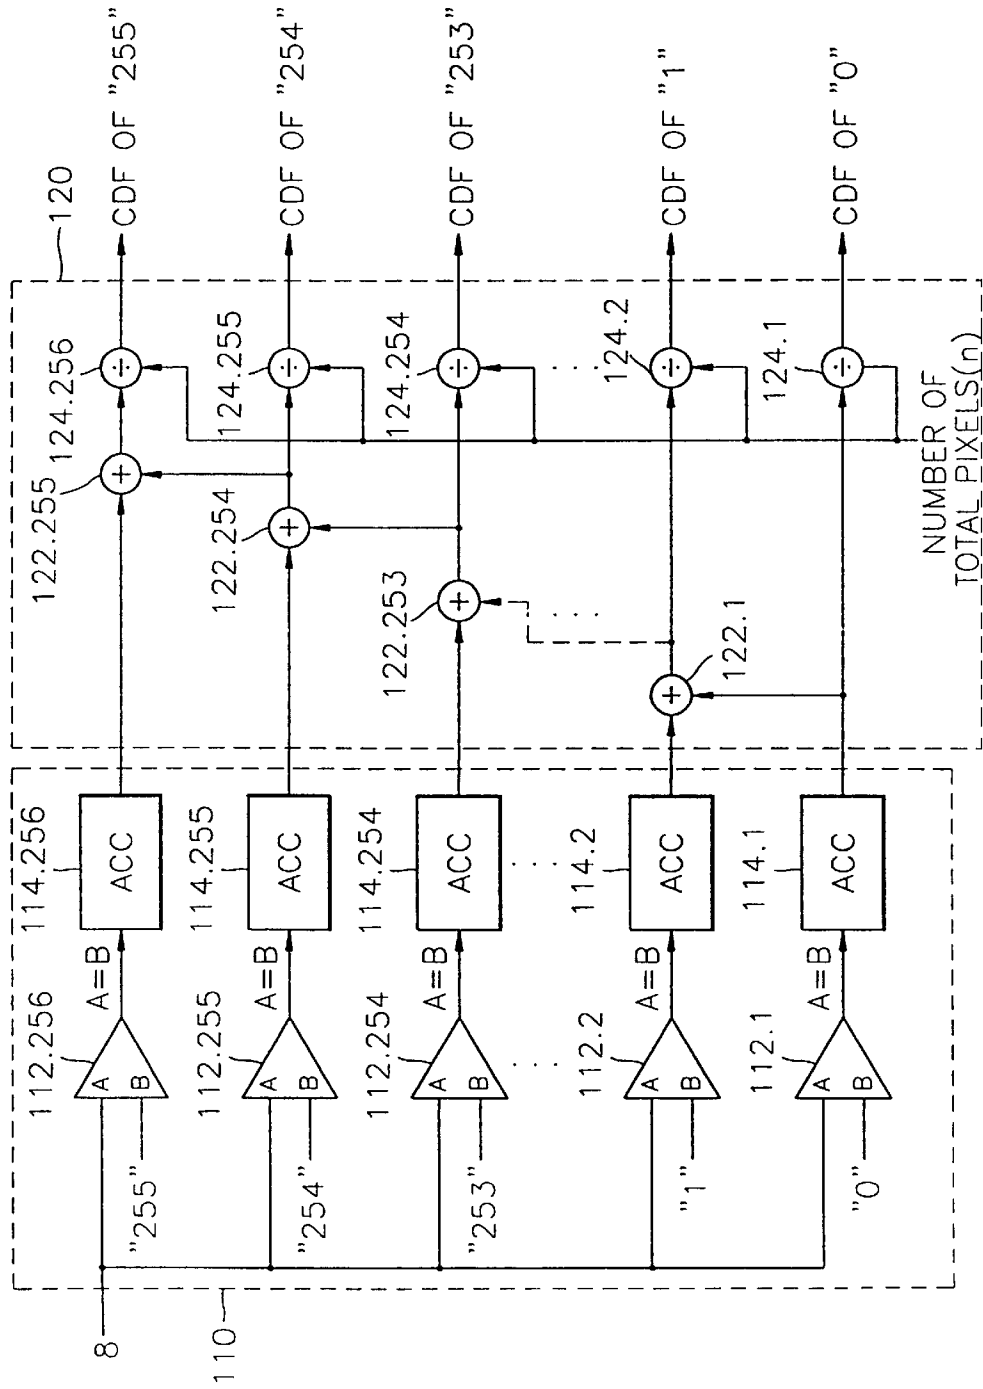 8
110
120
112.256
A
B
"255"
A=B
114.256
ACC
122.255
+
124.256
÷
CDF OF "255"
112.255
A
B
"254"
A=B
114.255
ACC
122.254
+
124.255
÷
CDF OF "254"
112.254
A
B
"253"
A=B
114.254
ACC
122.253
+
124.254
÷
CDF OF "253"
. . .
. . .
. . .
. . .
112.2
A
B
"1"
A=B
114.2
ACC
122.1
+
124.2
÷
CDF OF "1"
112.1
A
B
"0"
A=B
114.1
ACC
124.1
÷
CDF OF "0"
NUMBER OF
TOTAL PIXELS(n)